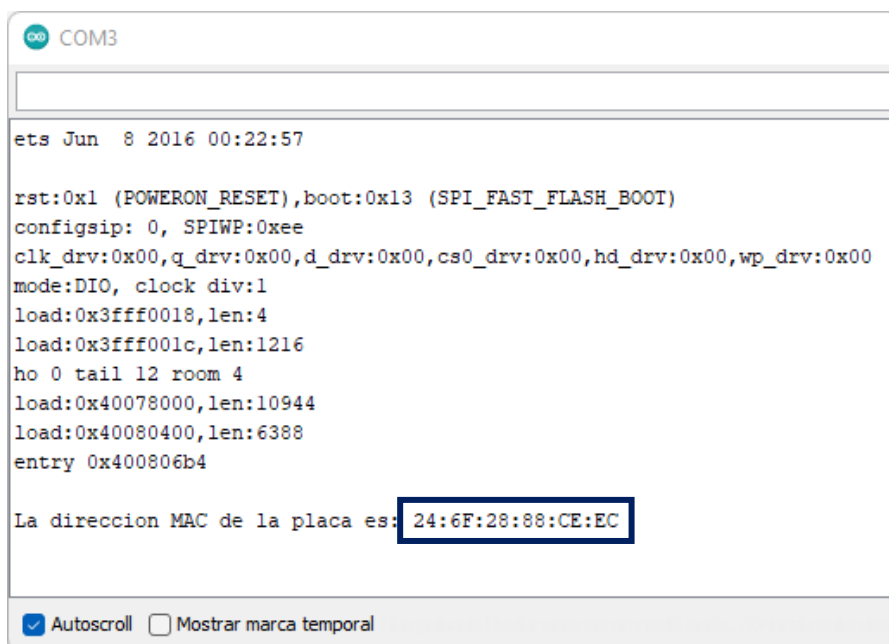 COM3
ets Jun  8 2016 00:22:57
rst:0x1 (POWERON_RESET),boot:0x13 (SPI_FAST_FLASH_BOOT)
configsip: 0, SPIWP:0xee
clk_drv:0x00,q_drv:0x00,d_drv:0x00,cs0_drv:0x00,hd_drv:0x00,wp_drv:0x00
mode:DIO, clock div:1
load:0x3fff0018,len:4
load:0x3fff001c,len:1216
ho 0 tail 12 room 4
load:0x40078000,len:10944
load:0x40080400,len:6388
entry 0x400806b4
La direccion MAC de la placa es: 24:6F:28:88:CE:EC
Autoscroll Mostrar marca temporal